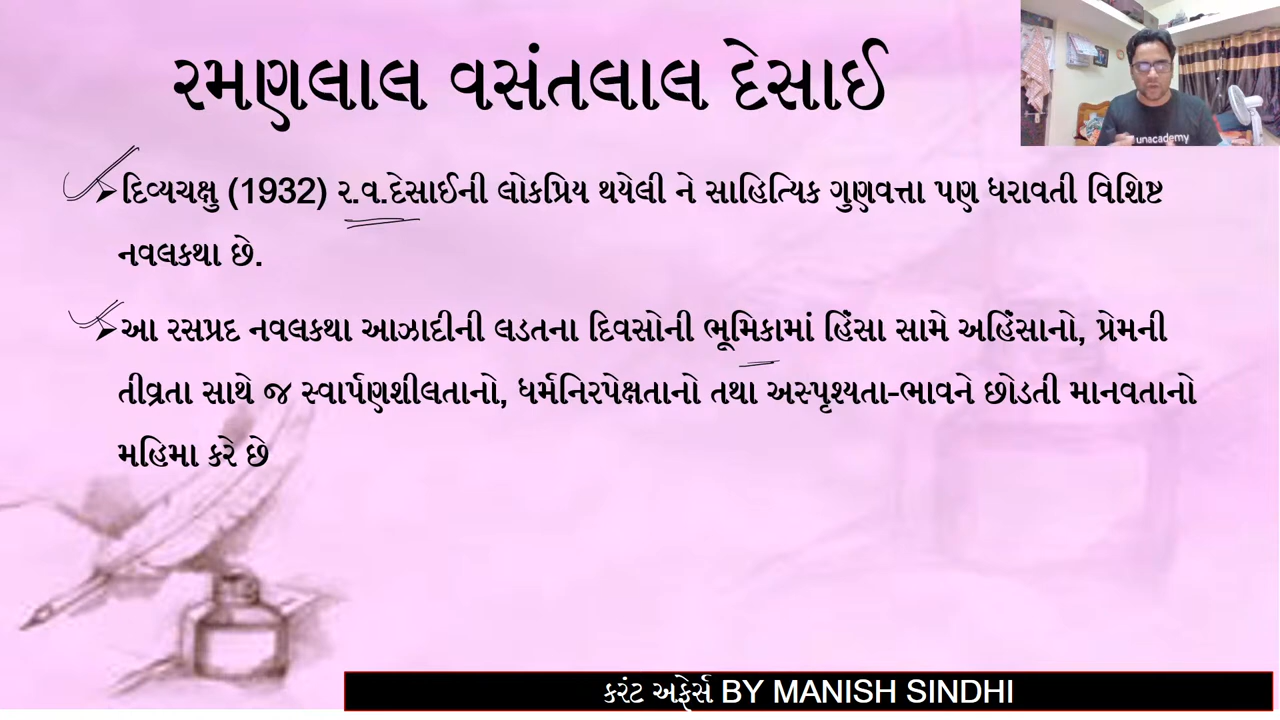 રમણલાલ વસંતલાલ દેસાઈ
unacademy
➢દિવ્યચક્ષુ (1932) ર.વ.દેસાઈની લોકપ્રિય થયેલી ને સાહિત્યિક ગુણવત્તા પણ ધરાવતી વિશિષ્ટ
નવલકથા છે.
➢આ રસપ્રદ નવલકથા આઝાદીની લડતના દિવસોની ભૂમિકામાં હિંસા સામે અહિંસાનો, પ્રેમની
તીવ્રતા સાથે જ સ્વાર્પણશીલતાનો, ધર્મનિરપેક્ષતાનો તથા અસ્પૃશ્યતા-ભાવને છોડતી માનવતાનો
મહિમા કરે છે
કરંટ અફેર્સ BY MANISH SINDHI